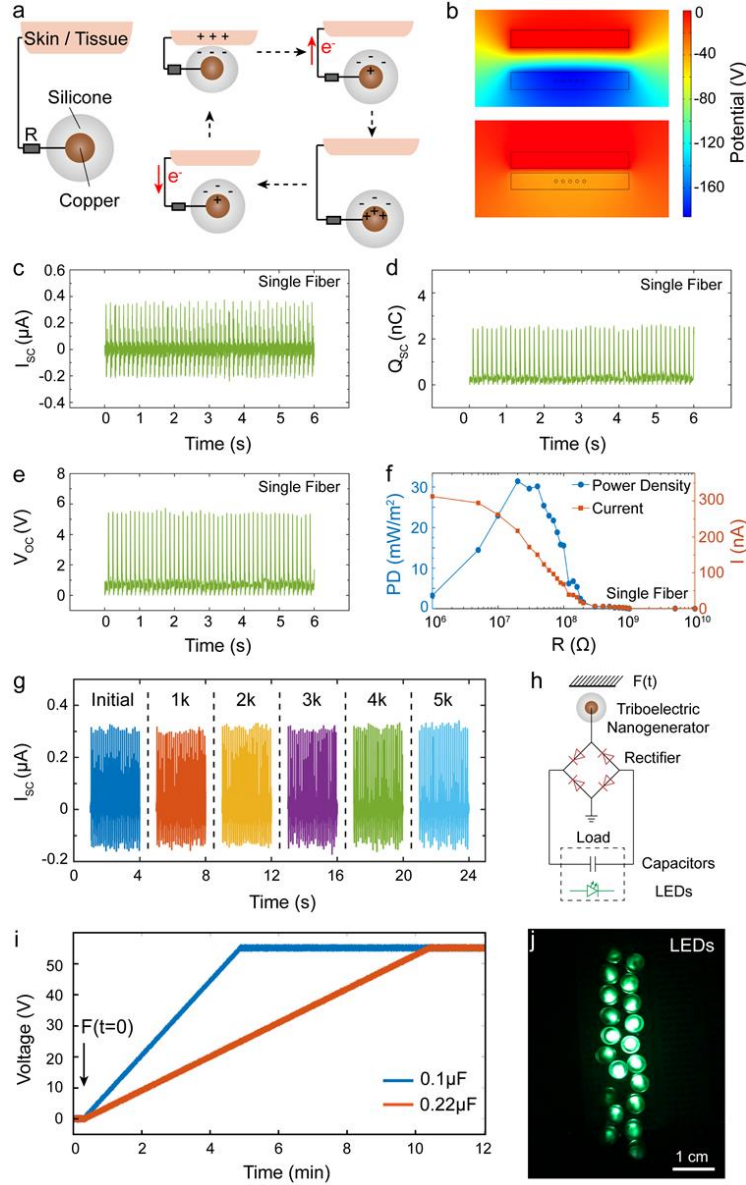 a
Skin / Tissue
Silicone
R
Copper
+ + +
- - -
+
e-
- - - -
+
e-
- - - -
+
- - - -
+ + +
b
0
-40
-80
-120
-160
Potential (V)
c
Single Fiber
0.6
0.4
0.2
0
-0.2
-0.4
ISC (µA)
0 1 2 3 4 5 6
Time (s)
d
Single Fiber
4
2
0
QSC (nC)
0 1 2 3 4 5 6
Time (s)
e
Single Fiber
8
6
4
2
0
VOC (V)
0 1 2 3 4 5 6
Time (s)
f
Power Density
Current
Single Fiber
30
20
10
0
PD (mW/m²)
300
200
100
0
I (nA)
10⁶ 10⁷ 10⁸ 10⁹ 10¹⁰
R (Ω)
g
Initial 1k 2k 3k 4k 5k
0.4
0.2
0
-0.2
ISC (µA)
0 4 8 12 16 20 24
Time (s)
h
F(t)
Triboelectric
Nanogenerator
Rectifier
Load
Capacitors
LEDs
i
60
50
40
30
20
10
0
Voltage (V)
F(t=0)
0.1µF
0.22µF
0 2 4 6 8 10 12
Time (min)
j
LEDs
1 cm